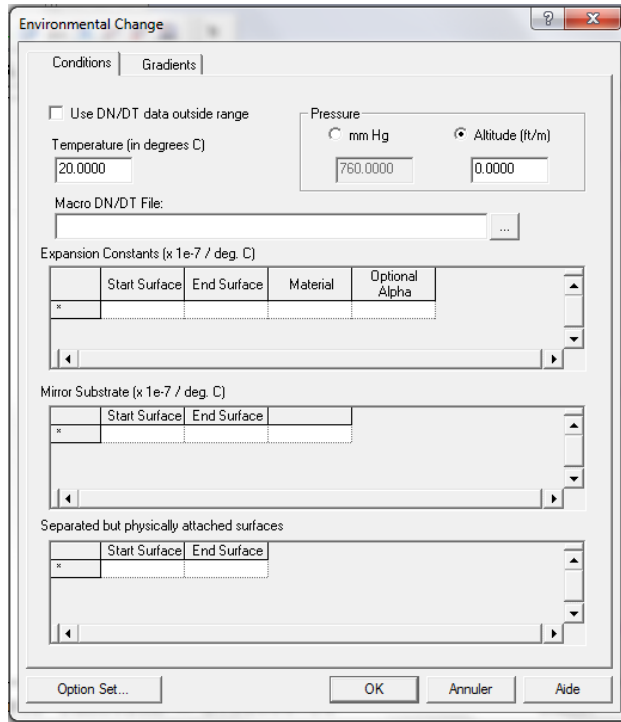 Environmental Change
Conditions Gradients
Use DN/DT data outside range
Pressure
mm Hg Altitude (ft/m)
Temperature (in degrees C)
20.0000 760.0000 0.0000
Macro DN/DT File:
...
Expansion Constants (x 1e-7 / deg. C)
Start Surface End Surface Material Optional Alpha
*
Mirror Substrate (x 1e-7 / deg. C)
Start Surface End Surface
*
Separated but physically attached surfaces
Start Surface End Surface
*
Option Set... OK Annuler Aide